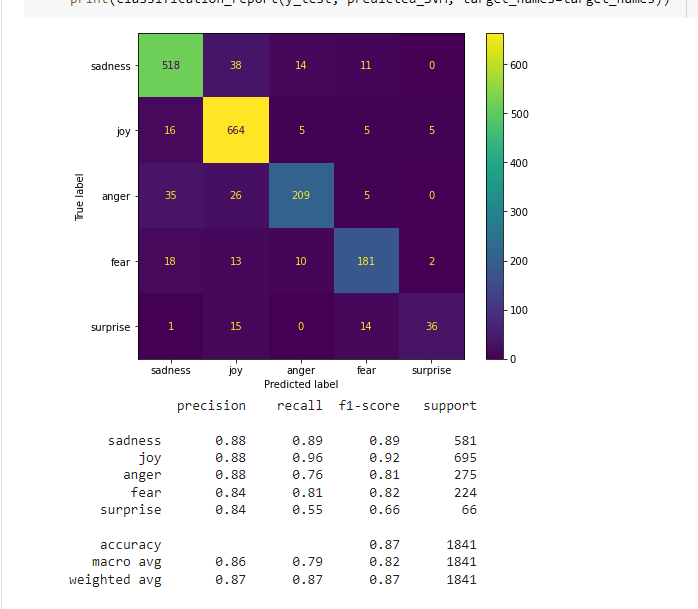 print(classification_report(y_test, predicted_SVM, target_names=target_names))
sadness 518 38 14 11 0
joy 16 664 5 5 5
anger 35 26 209 5 0
fear 18 13 10 181 2
surprise 1 15 0 14 36
True label
sadness joy anger fear surprise
Predicted label
600
500
400
300
200
100
0
precision recall f1-score support
sadness 0.88 0.89 0.89 581
joy 0.88 0.96 0.92 695
anger 0.88 0.76 0.81 275
fear 0.84 0.81 0.82 224
surprise 0.84 0.55 0.66 66
accuracy 0.87 1841
macro avg 0.86 0.79 0.82 1841
weighted avg 0.87 0.87 0.87 1841